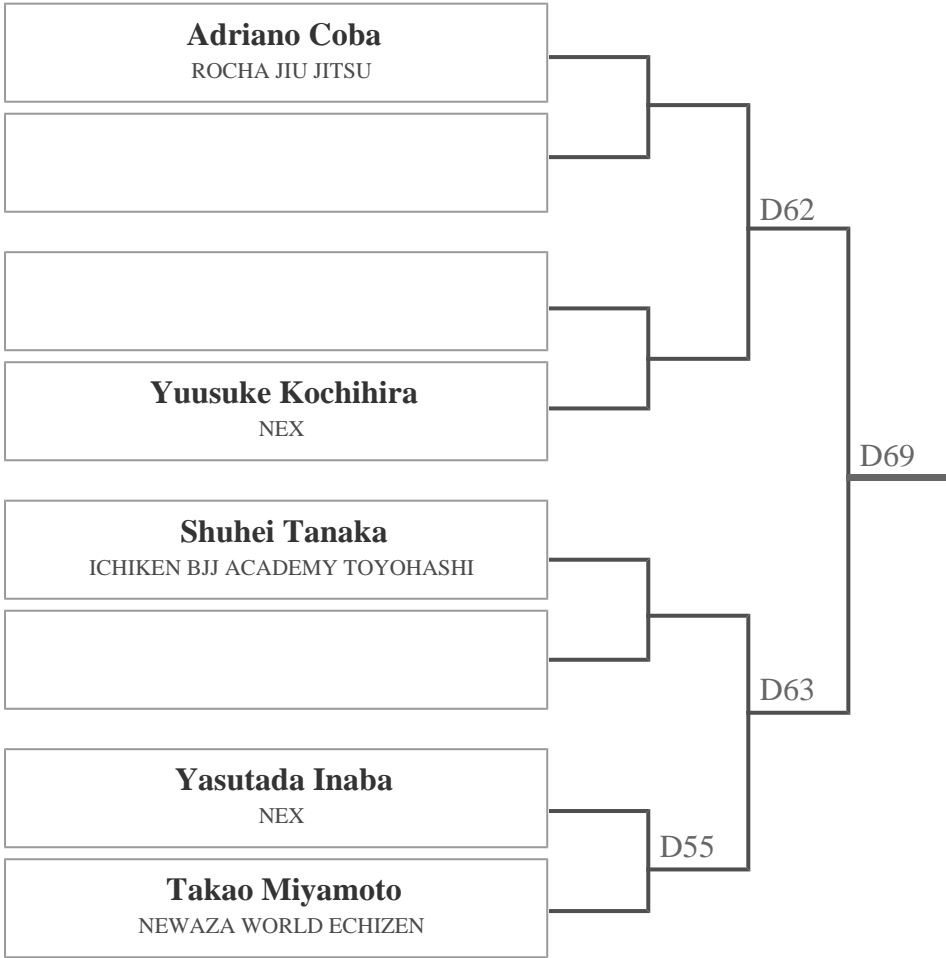 Adriano Coba
ROCHA JIU JITSU
D62
Yuusuke Kochihira
NEX
D69
Shuhei Tanaka
ICHIKEN BJJ ACADEMY TOYOHASHI
D63
Yasutada Inaba
NEX
D55
Takao Miyamoto
NEWAZA WORLD ECHIZEN